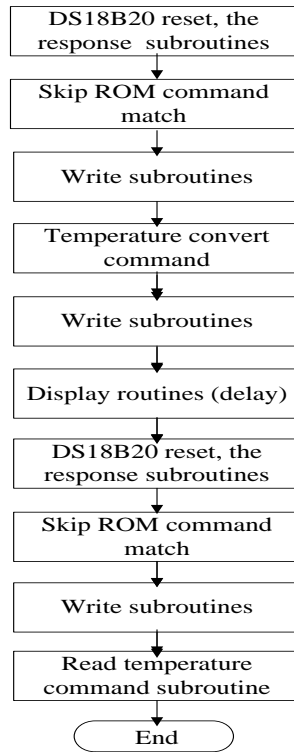 DS18B20 reset, the
response subroutines
Skip ROM command
match
Write subroutines
Temperature convert
command
Write subroutines
Display routines (delay)
DS18B20 reset, the
response subroutines
Skip ROM command
match
Write subroutines
Read temperature
command subroutine
End